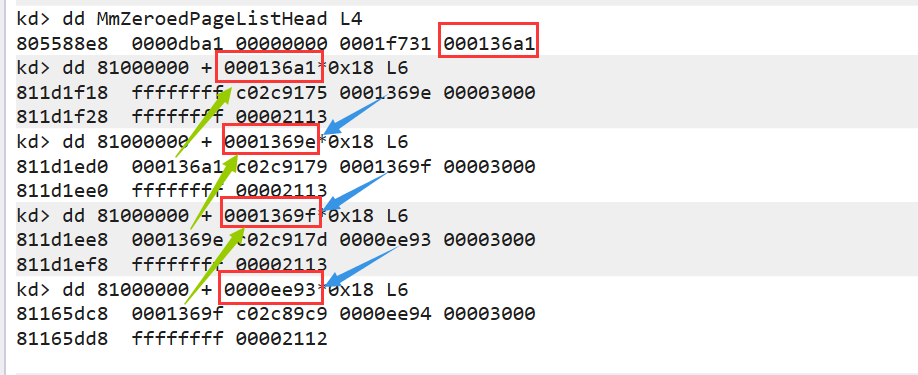 kd> dd MmZeroedPageListHead L4
805588e8  0000dba1 00000000 0001f731 000136a1
kd> dd 81000000 + 000136a1*0x18 L6
811d1f18  ffffffff c02c9175 0001369e 00003000
811d1f28  ffffffff 00002113
kd> dd 81000000 + 0001369e*0x18 L6
811d1ed0  000136a1 c02c9179 0001369f 00003000
811d1ee0  ffffffff 00002113
kd> dd 81000000 + 0001369f*0x18 L6
811d1ee8  0001369e c02c917d 0000ee93 00003000
811d1ef8  ffffffff 00002113
kd> dd 81000000 + 0000ee93*0x18 L6
81165dc8  0001369f c02c89c9 0000ee94 00003000
81165dd8  ffffffff 00002112